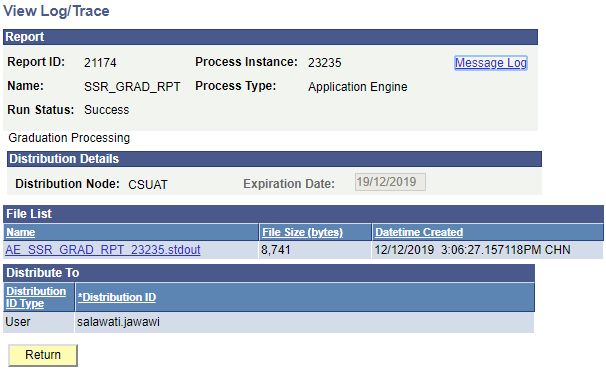 View Log/Trace
Report
Report ID: 21174 Process Instance: 23235 Message Log
Name: SSR_GRAD_RPT Process Type: Application Engine
Run Status: Success
Graduation Processing
Distribution Details
Distribution Node: CSUAT Expiration Date: 19/12/2019
File List
Name File Size (bytes) Datetime Created
AE_SSR_GRAD_RPT_23235.stdout 8,741 12/12/2019 3:06:27.157118PM CHN
Distribute To
Distribution ID Type *Distribution ID
User salawati.jawawi
Return